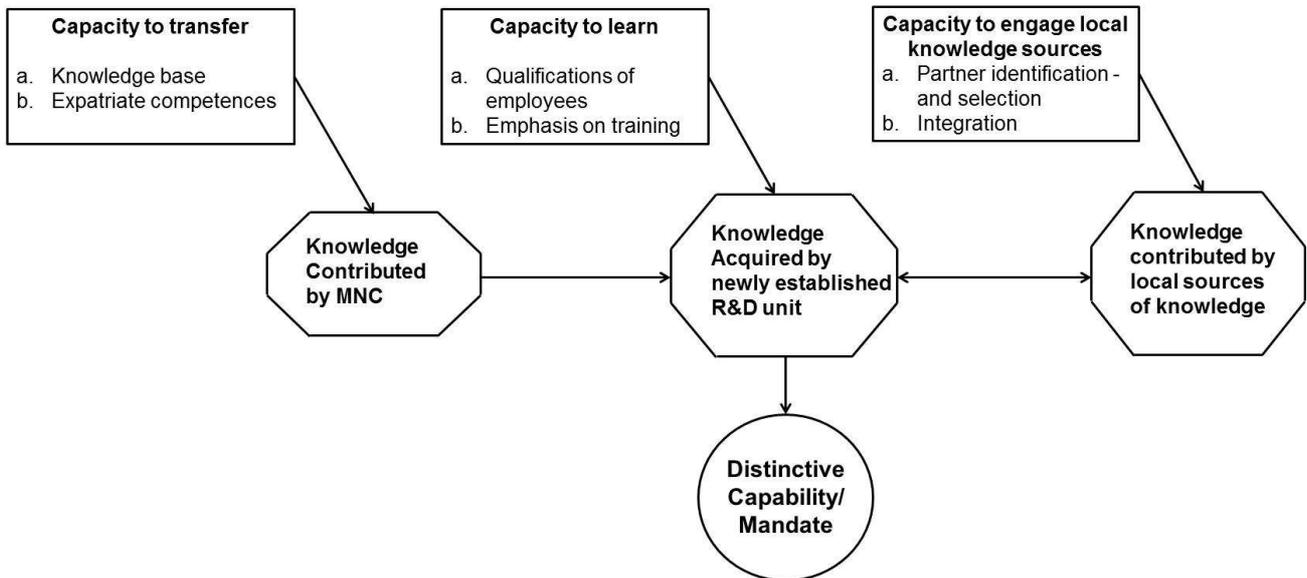 Capacity to transfer
a. Knowledge base
b. Expatriate competences
Capacity to learn
a. Qualifications of
employees
b. Emphasis on training
Capacity to engage local
knowledge sources
a. Partner identification -
and selection
b. Integration
Knowledge
Contributed
by MNC
Knowledge
Acquired by
newly established
R&D unit
Knowledge
contributed by
local sources
of knowledge
Distinctive
Capability/
Mandate